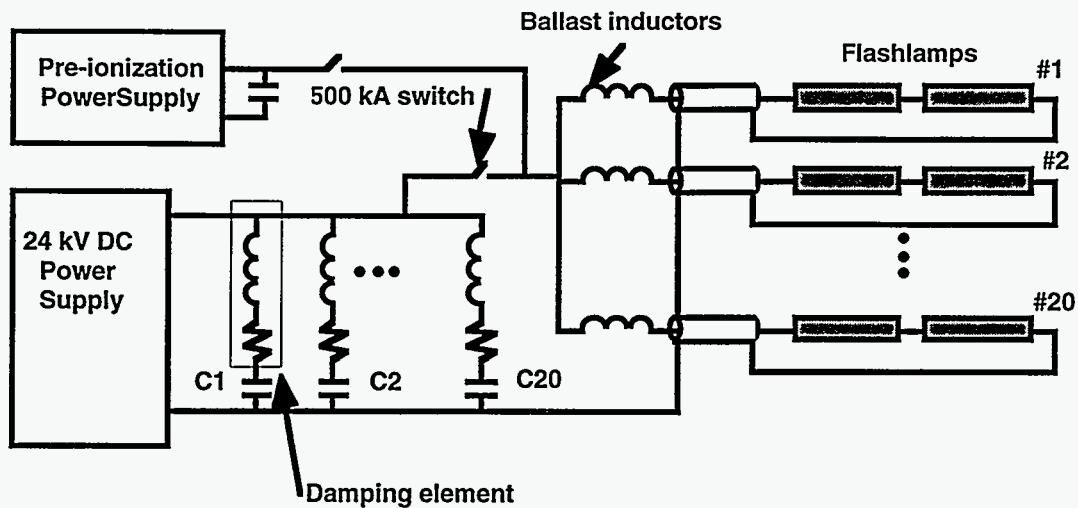 Ballast inductors
Flashlamps
Pre-ionization
PowerSupply
500 kA switch
#1
#2
24 kV DC
Power
Supply
#20
C1
C2
C20
Damping element